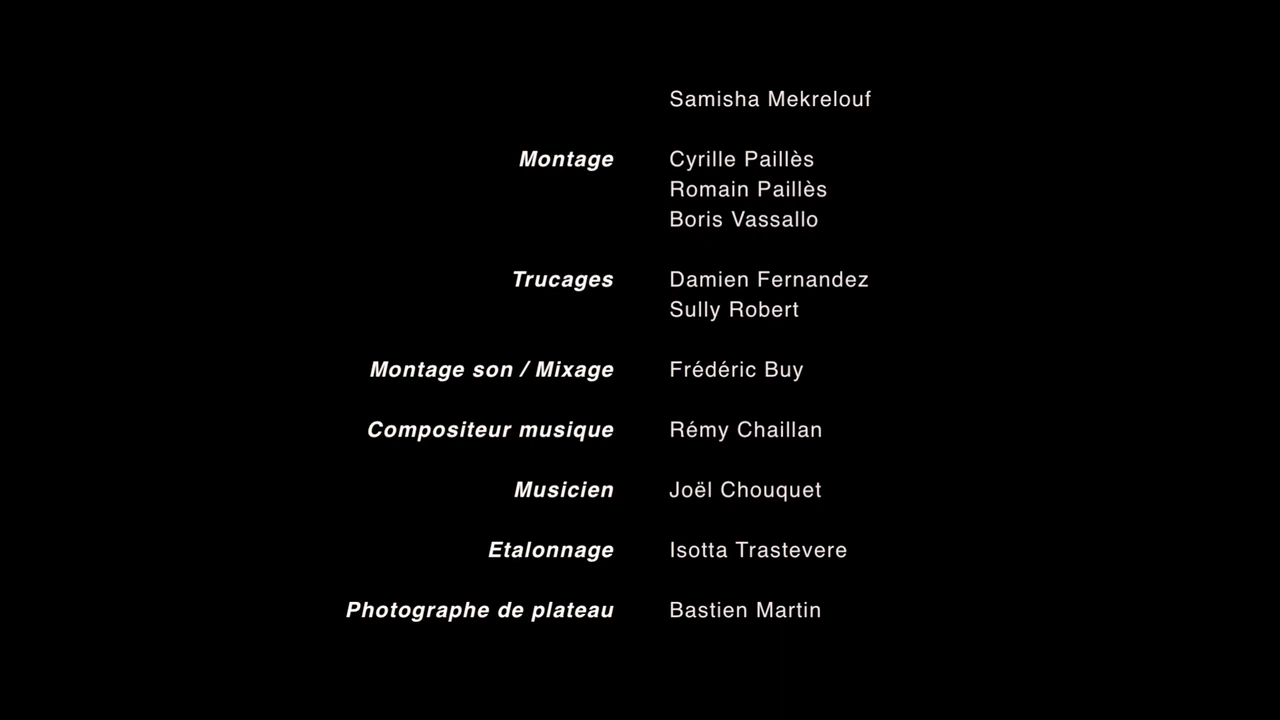 Samisha Mekrelouf
Montage Cyrille Paillès
Romain Paillès
Boris Vassallo
Trucages Damien Fernandez
Sully Robert
Montage son / Mixage Frédéric Buy
Compositeur musique Rémy Chaillan
Musicien Joël Chouquet
Etalonnage Isotta Trastevere
Photographe de plateau Bastien Martin